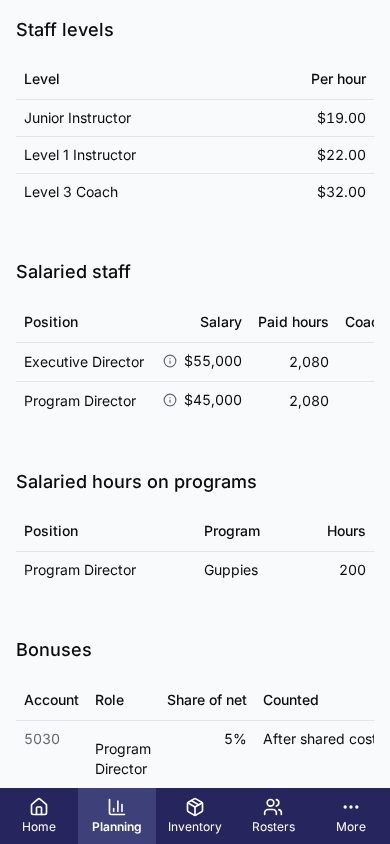 Staff levels
Level Per hour
Junior Instructor $19.00
Level 1 Instructor $22.00
Level 3 Coach $32.00
Salaried staff
Position Salary Paid hours
Executive Director $55,000 2,080
Program Director $45,000 2,080
Salaried hours on programs
Position Program Hours
Program Director Guppies 200
Bonuses
Account Role Share of net Counted
5030 5% After shared cost
Program
Director
Home Planning Inventory Rosters More